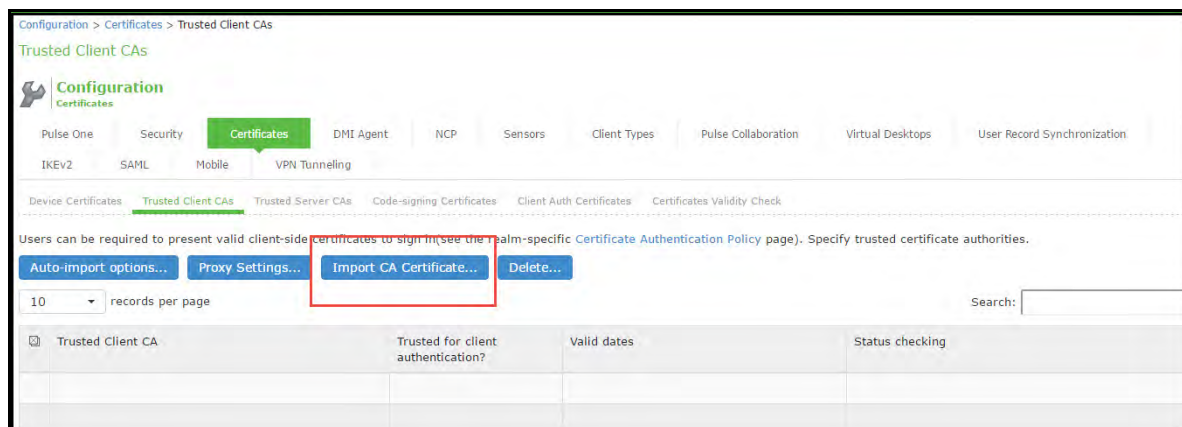 Configuration > Certificates > Trusted Client CAs
Trusted Client CAs
Configuration
Certificates
Pulse One Security Certificates DMI Agent NCP Sensors Client Types Pulse Collaboration Virtual Desktops User Record Synchronization
IKEv2 SAML Mobile VPN Tunneling
Device Certificates Trusted Client CAs Trusted Server CAs Code-signing Certificates Client Auth Certificates Certificates Validity Check
Users can be required to present valid client-side certificates to sign in(see the realm-specific Certificate Authentication Policy page). Specify trusted certificate authorities.
Auto-import options... Proxy Settings... Import CA Certificate... Delete...
10 records per page Search:
Trusted Client CA Trusted for client Valid dates Status checking
authentication?